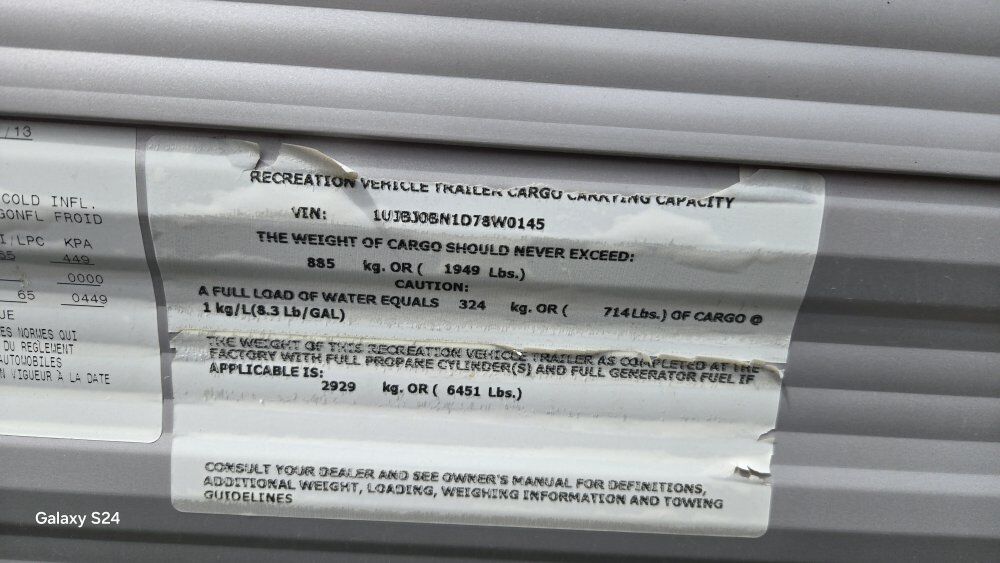 /13
COLD INFL.
GONFL FROID
I/LPC KPA
65 449
0000
65 0449
UE
ES NORMES QUI
DU REGLEMENT
AUTOMOBILES
N VIGUEUR À LA DATE
RECREATION VEHICLE TRAILER CARGO CARRYING CAPACITY
VIN: 1UJBJ0BN1D78W0145
THE WEIGHT OF CARGO SHOULD NEVER EXCEED:
885 kg. OR ( 1949 Lbs.)
CAUTION:
A FULL LOAD OF WATER EQUALS 324 kg. OR ( 714Lbs.) OF CARGO @
1 kg/L(8.3 Lb/GAL)
THE WEIGHT OF THIS RECREATION VEHICLE TRAILER AS COMPLETED AT THE
FACTORY WITH FULL PROPANE CYLINDER(S) AND FULL GENERATOR FUEL IF
APPLICABLE IS:
2929 kg. OR ( 6451 Lbs.)
CONSULT YOUR DEALER AND SEE OWNER'S MANUAL FOR DEFINITIONS,
ADDITIONAL WEIGHT, LOADING, WEIGHING INFORMATION AND TOWING
GUIDELINES
Galaxy S24